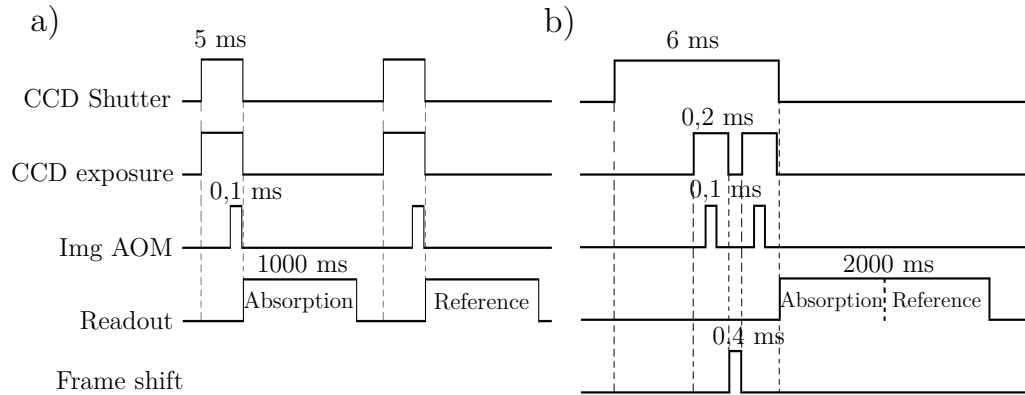 a)
5 ms
CCD Shutter
CCD exposure
0,1 ms
Img AOM
1000 ms
Absorption
Reference
Readout
Frame shift
b)
6 ms
0,2 ms
0,1 ms
2000 ms
Absorption
Reference
0,4 ms